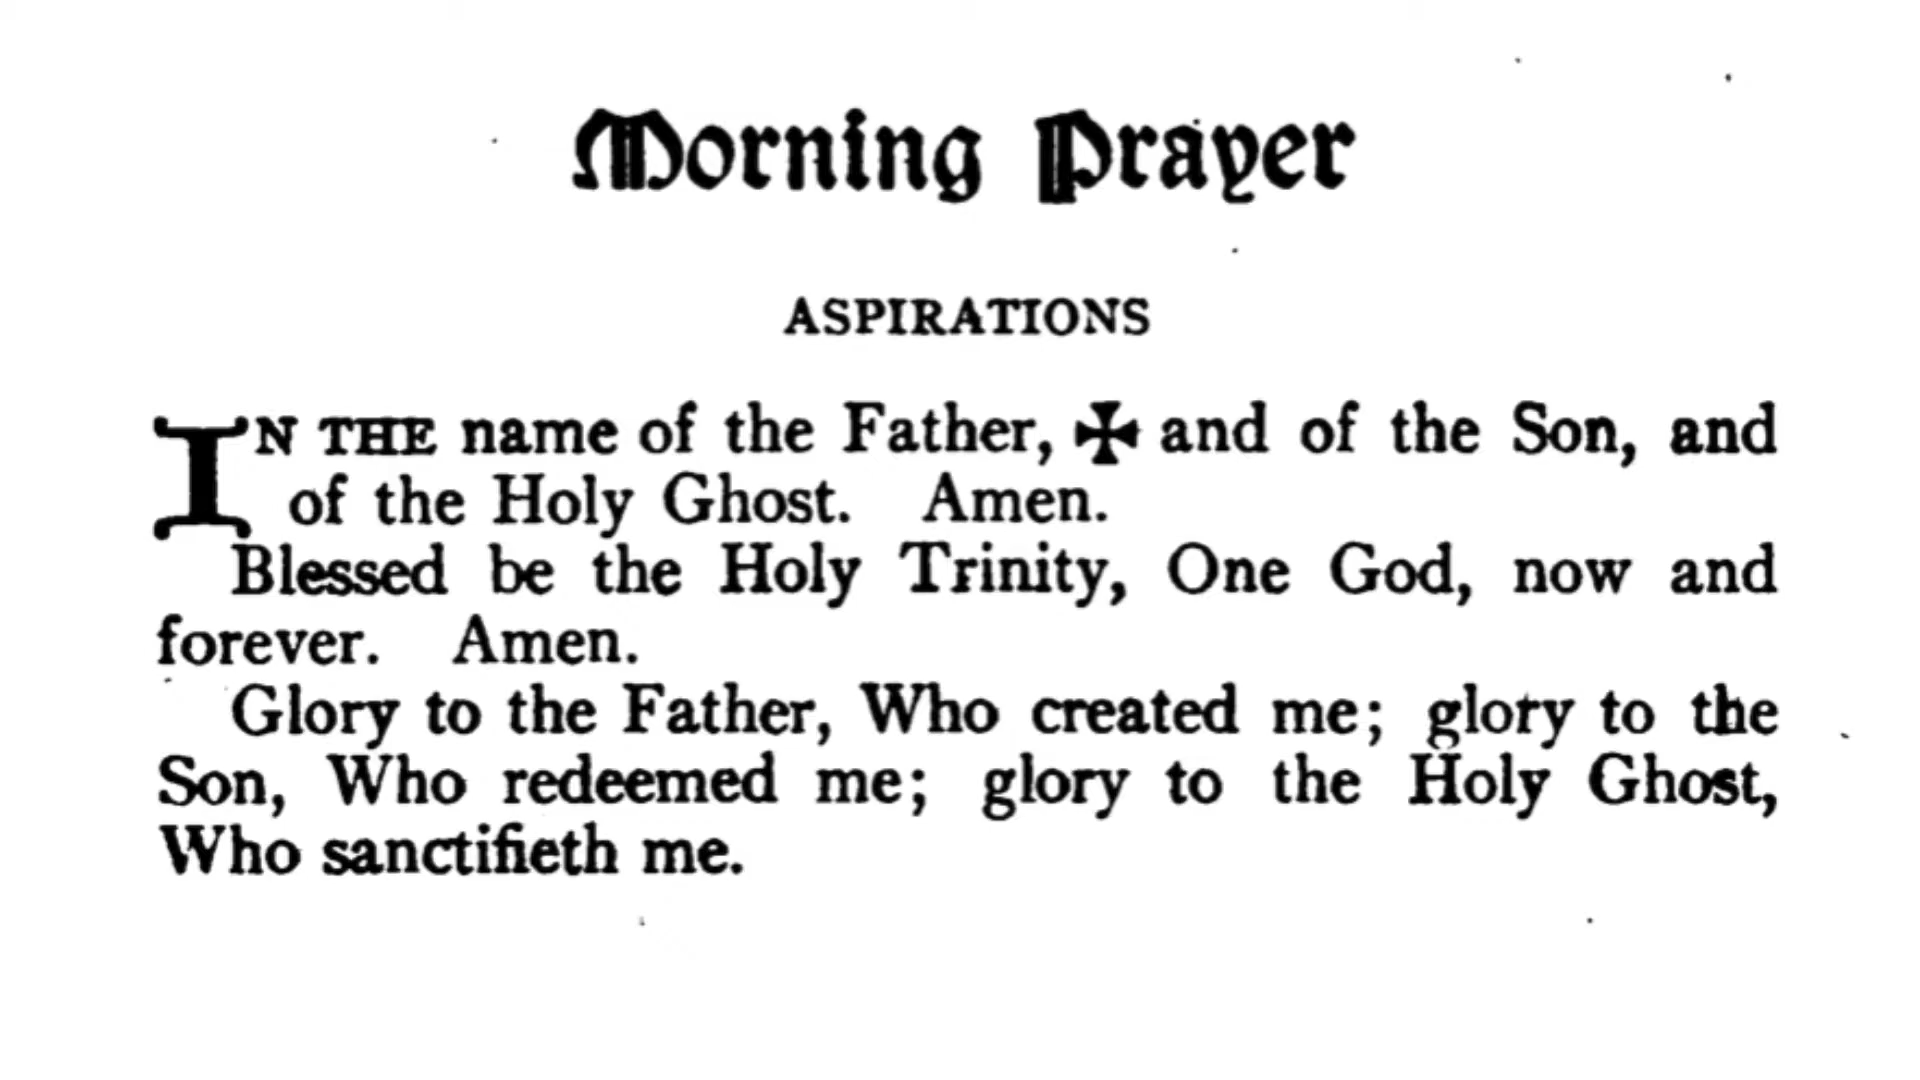 Morning Prayer
ASPIRATIONS
IN THE name of the Father, ✠ and of the Son, and
of the Holy Ghost. Amen.
Blessed be the Holy Trinity, One God, now and
forever. Amen.
Glory to the Father, Who created me; glory to the
Son, Who redeemed me; glory to the Holy Ghost,
Who sanctifieth me.